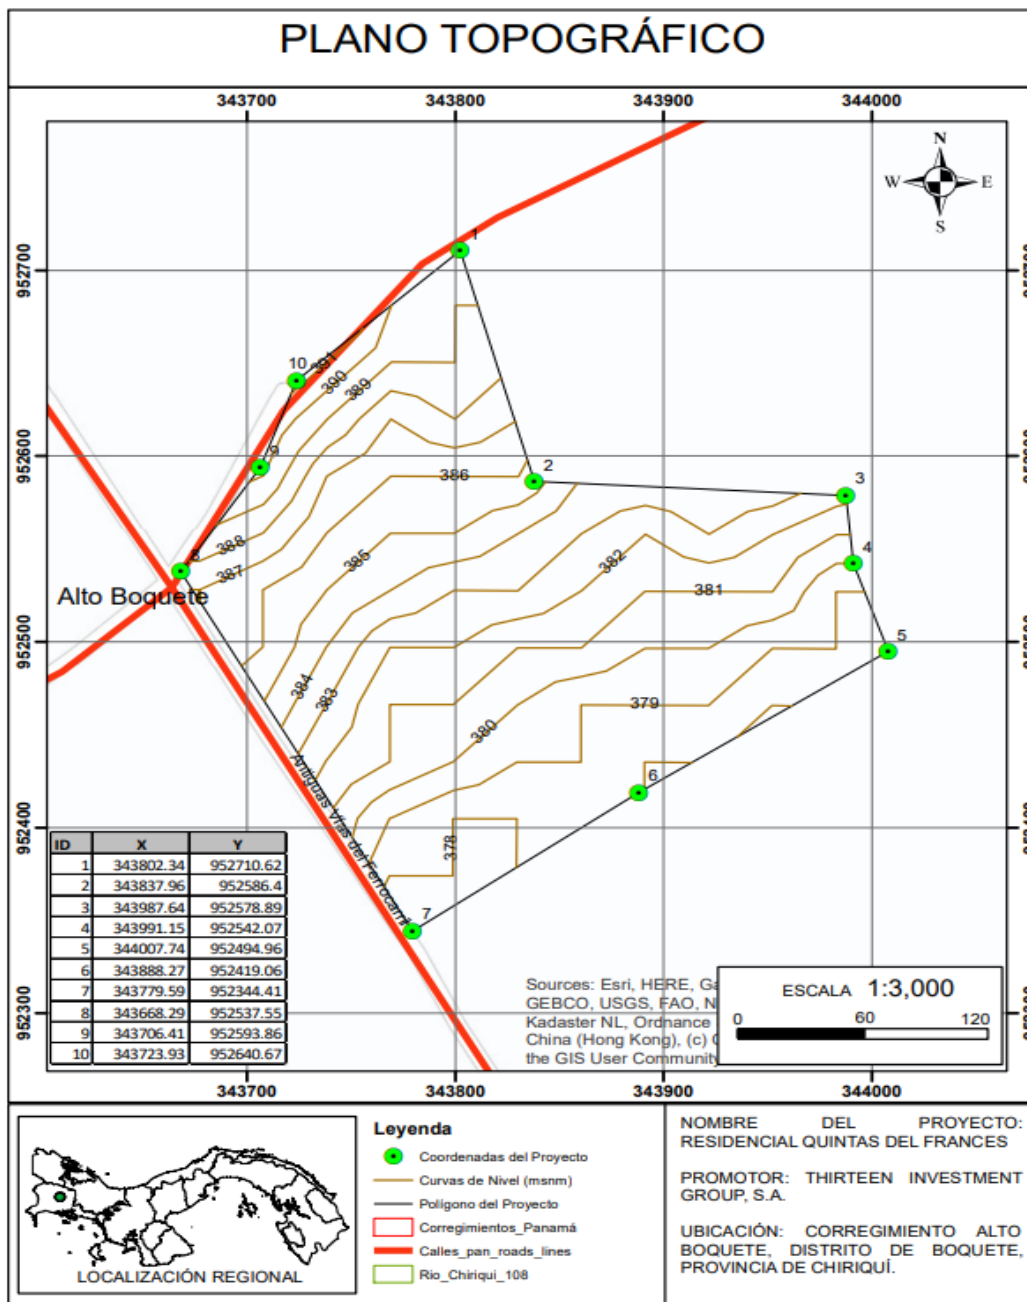 PLANO TOPOGRÁFICO
343700 343800 343900 344000
N
W E
S
952700
1
10
391
390
389
9
952600
386
2
3
8
388
387
385
382
4
381
Alto Boquete
952500
5
384
383
379
380
Antiguas Vías del Ferrocarril
6
952400
378
7
ID X Y
1 343802.34 952710.62
2 343837.96 952586.4
3 343987.64 952578.89
4 343991.15 952542.07
5 344007.74 952494.96
6 343888.27 952419.06
7 343779.59 952344.41
8 343668.29 952537.55
9 343706.41 952593.86
10 343723.93 952640.67
952300
Sources: Esri, HERE,
GEBCO, USGS, FAO,
Kadaster NL, Ordnance
China (Hong Kong), (c)
the GIS User Community
ESCALA 1:3,000
0 60 120
343700 343800 343900 344000
LOCALIZACIÓN REGIONAL
Leyenda
Coordenadas del Proyecto
Curvas de Nivel (msnm)
Polígono del Proyecto
Corregimientos_Panamá
Calles_pan_roads_lines
Rio_Chiriqui_108
NOMBRE DEL PROYECTO:
RESIDENCIAL QUINTAS DEL FRANCES
PROMOTOR: THIRTEEN INVESTMENT
GROUP, S.A.
UBICACIÓN: CORREGIMIENTO ALTO
BOQUETE, DISTRITO DE BOQUETE,
PROVINCIA DE CHIRIQUÍ.